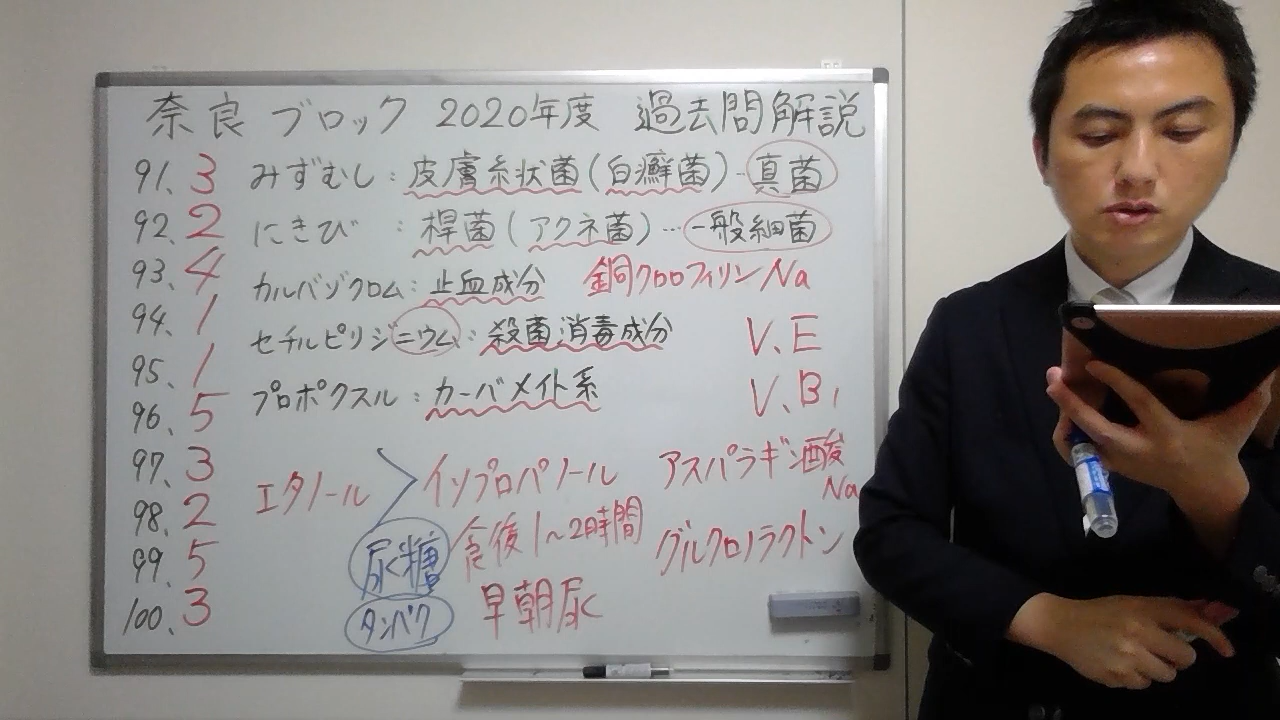 奈良ブロック 2020年度 過去問解説
91. 3 みずむし：皮膚糸状菌(白癬菌)…真菌
92. 2 にきび：桿菌(アクネ菌)…一般細菌
93. 4 カルバゾクロム：止血成分 銅クロロフィリンNa
94. 1 セチルピリジニウム：殺菌消毒成分 V.E
95. 1 プロポクスル：カーバメイト系 V.B1
96. 5
97. 3 エタノール > イソプロパノール アスパラギン酸Na
98. 2 尿糖 食後1〜2時間 グルクロノラクトン
99. 5
100. 3 タンパク 早朝尿